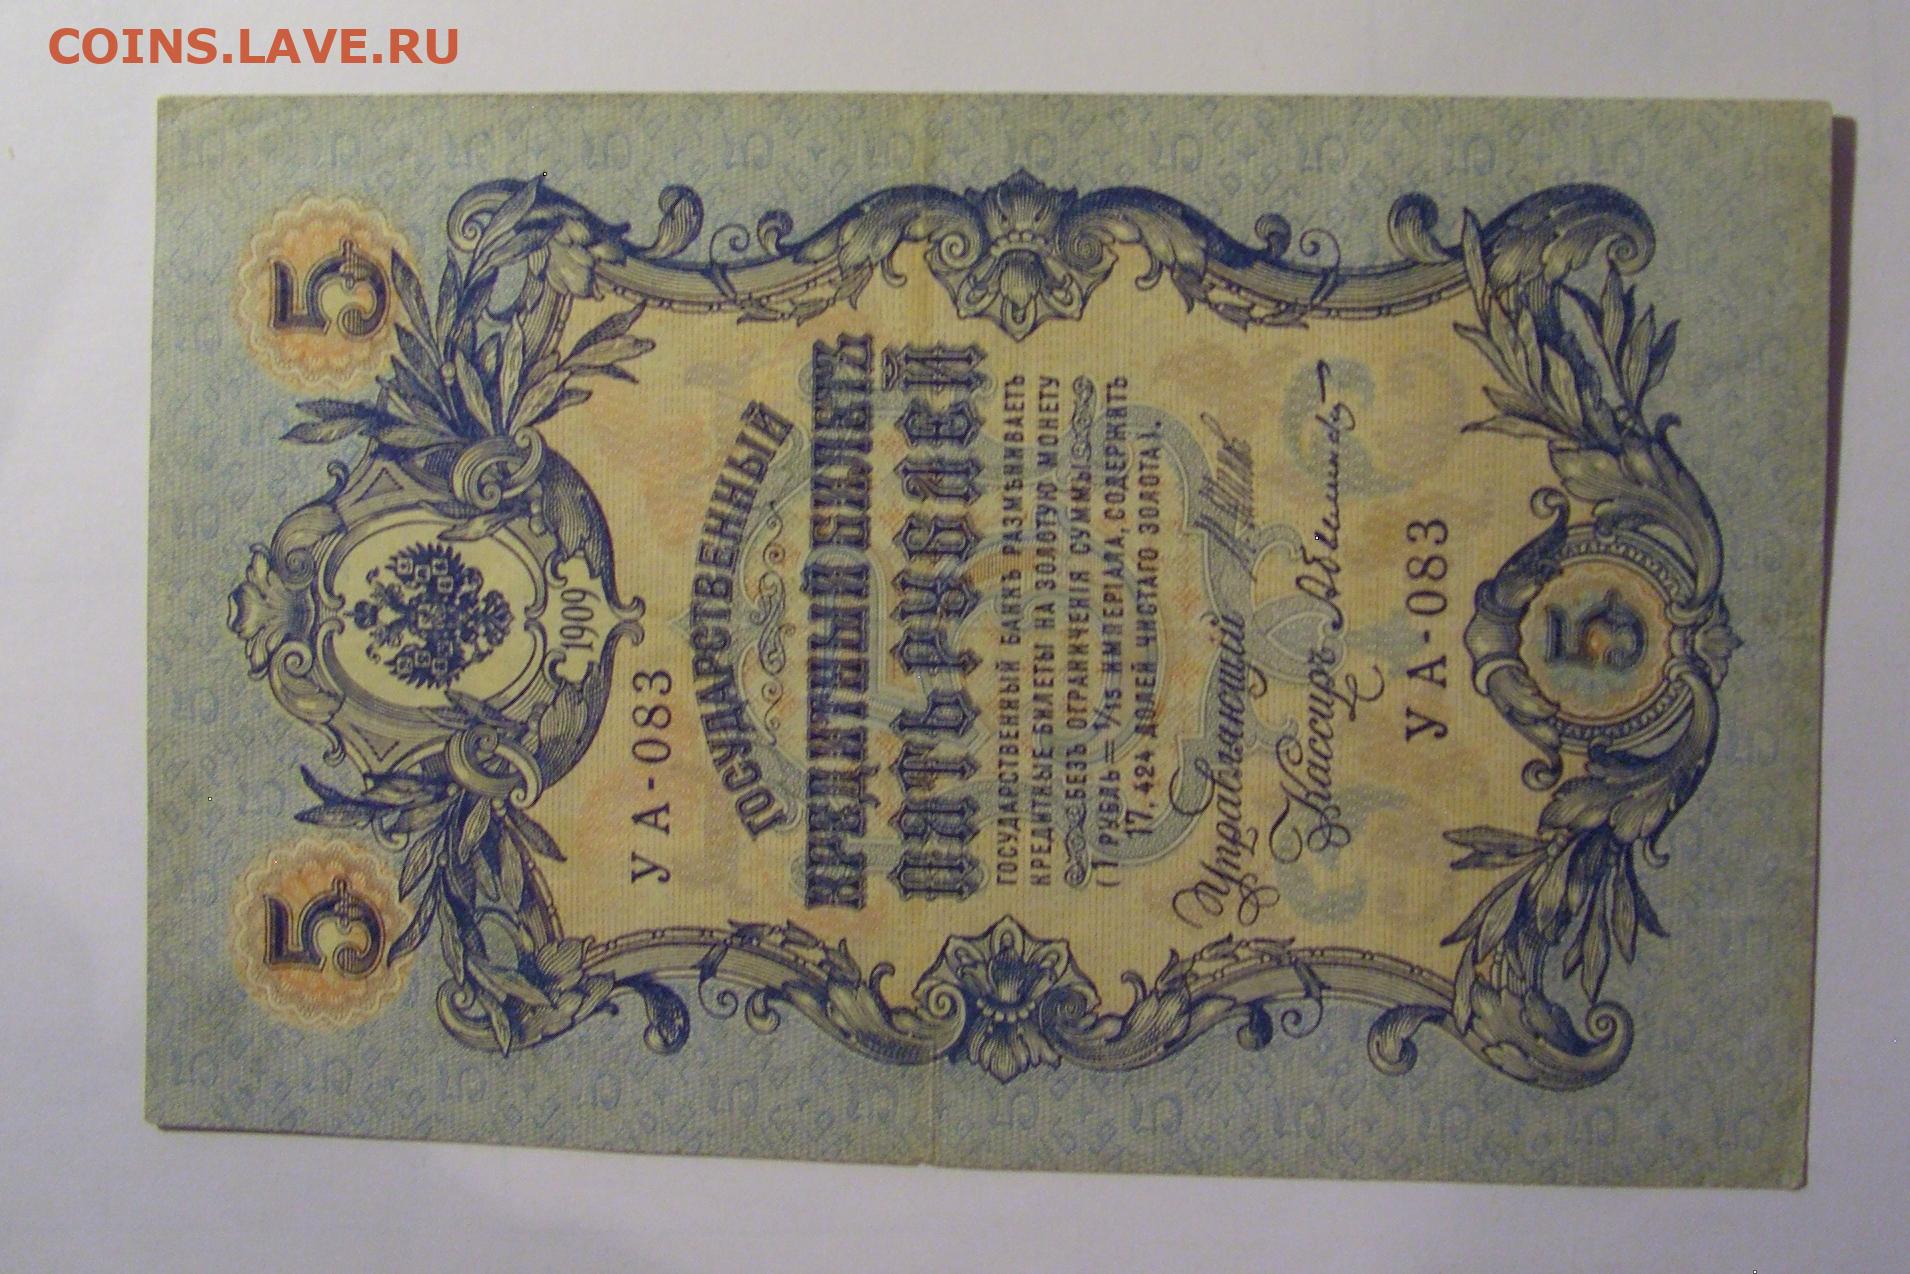 COINS.LAVE.RU
5 5
1909
УА-083
ГОСУДАРСТВЕННЫЙ
КРЕДИТНЫЙ БИЛЕТЪ
ПЯТЬ РУБЛЕЙ
ГОСУДАРСТВЕННЫЙ БАНКЪ РАЗМѢНИВАЕТЪ
КРЕДИТНЫЕ БИЛЕТЫ НА ЗОЛОТУЮ МОНЕТУ
БЕЗЪ ОГРАНИЧЕНІЯ СУММЫ
(1 РУБЛЬ = 1/15 ИМПЕРІАЛА, СОДЕРЖИТЪ
17,424 ДОЛЕЙ ЧИСТАГО ЗОЛОТА).
Управляющій
Кассиръ
УА-083
5